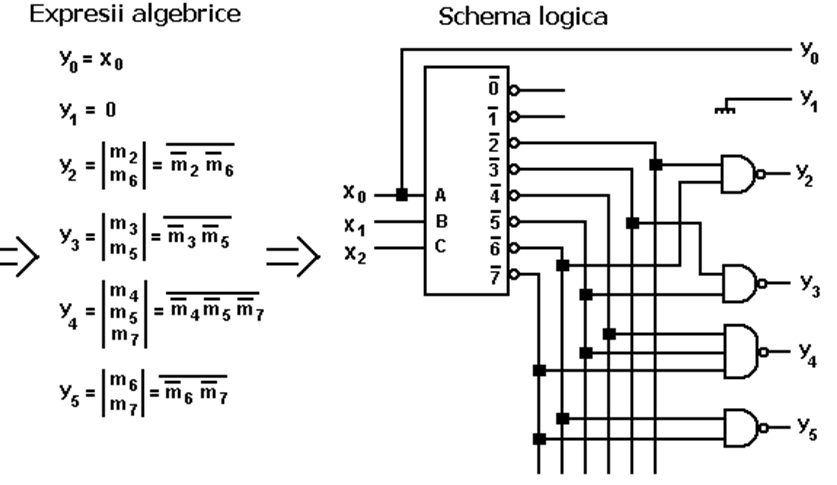 Expresii algebrice
y₀ = x₀
y₁ = 0
y₂ = |m₂ m₆| = m̅₂ m̅₆
y₃ = |m₃ m₅| = m̅₃ m̅₅
y₄ = |m₄ m₅ m₇| = m̅₄ m̅₅ m̅₇
y₅ = |m₆ m₇| = m̅₆ m̅₇
Schema logica
x₀
x₁
x₂
A
B
C
0̅
1̅
2̅
3̅
4̅
5̅
6̅
7̅
y₀
y₁
y₂
y₃
y₄
y₅